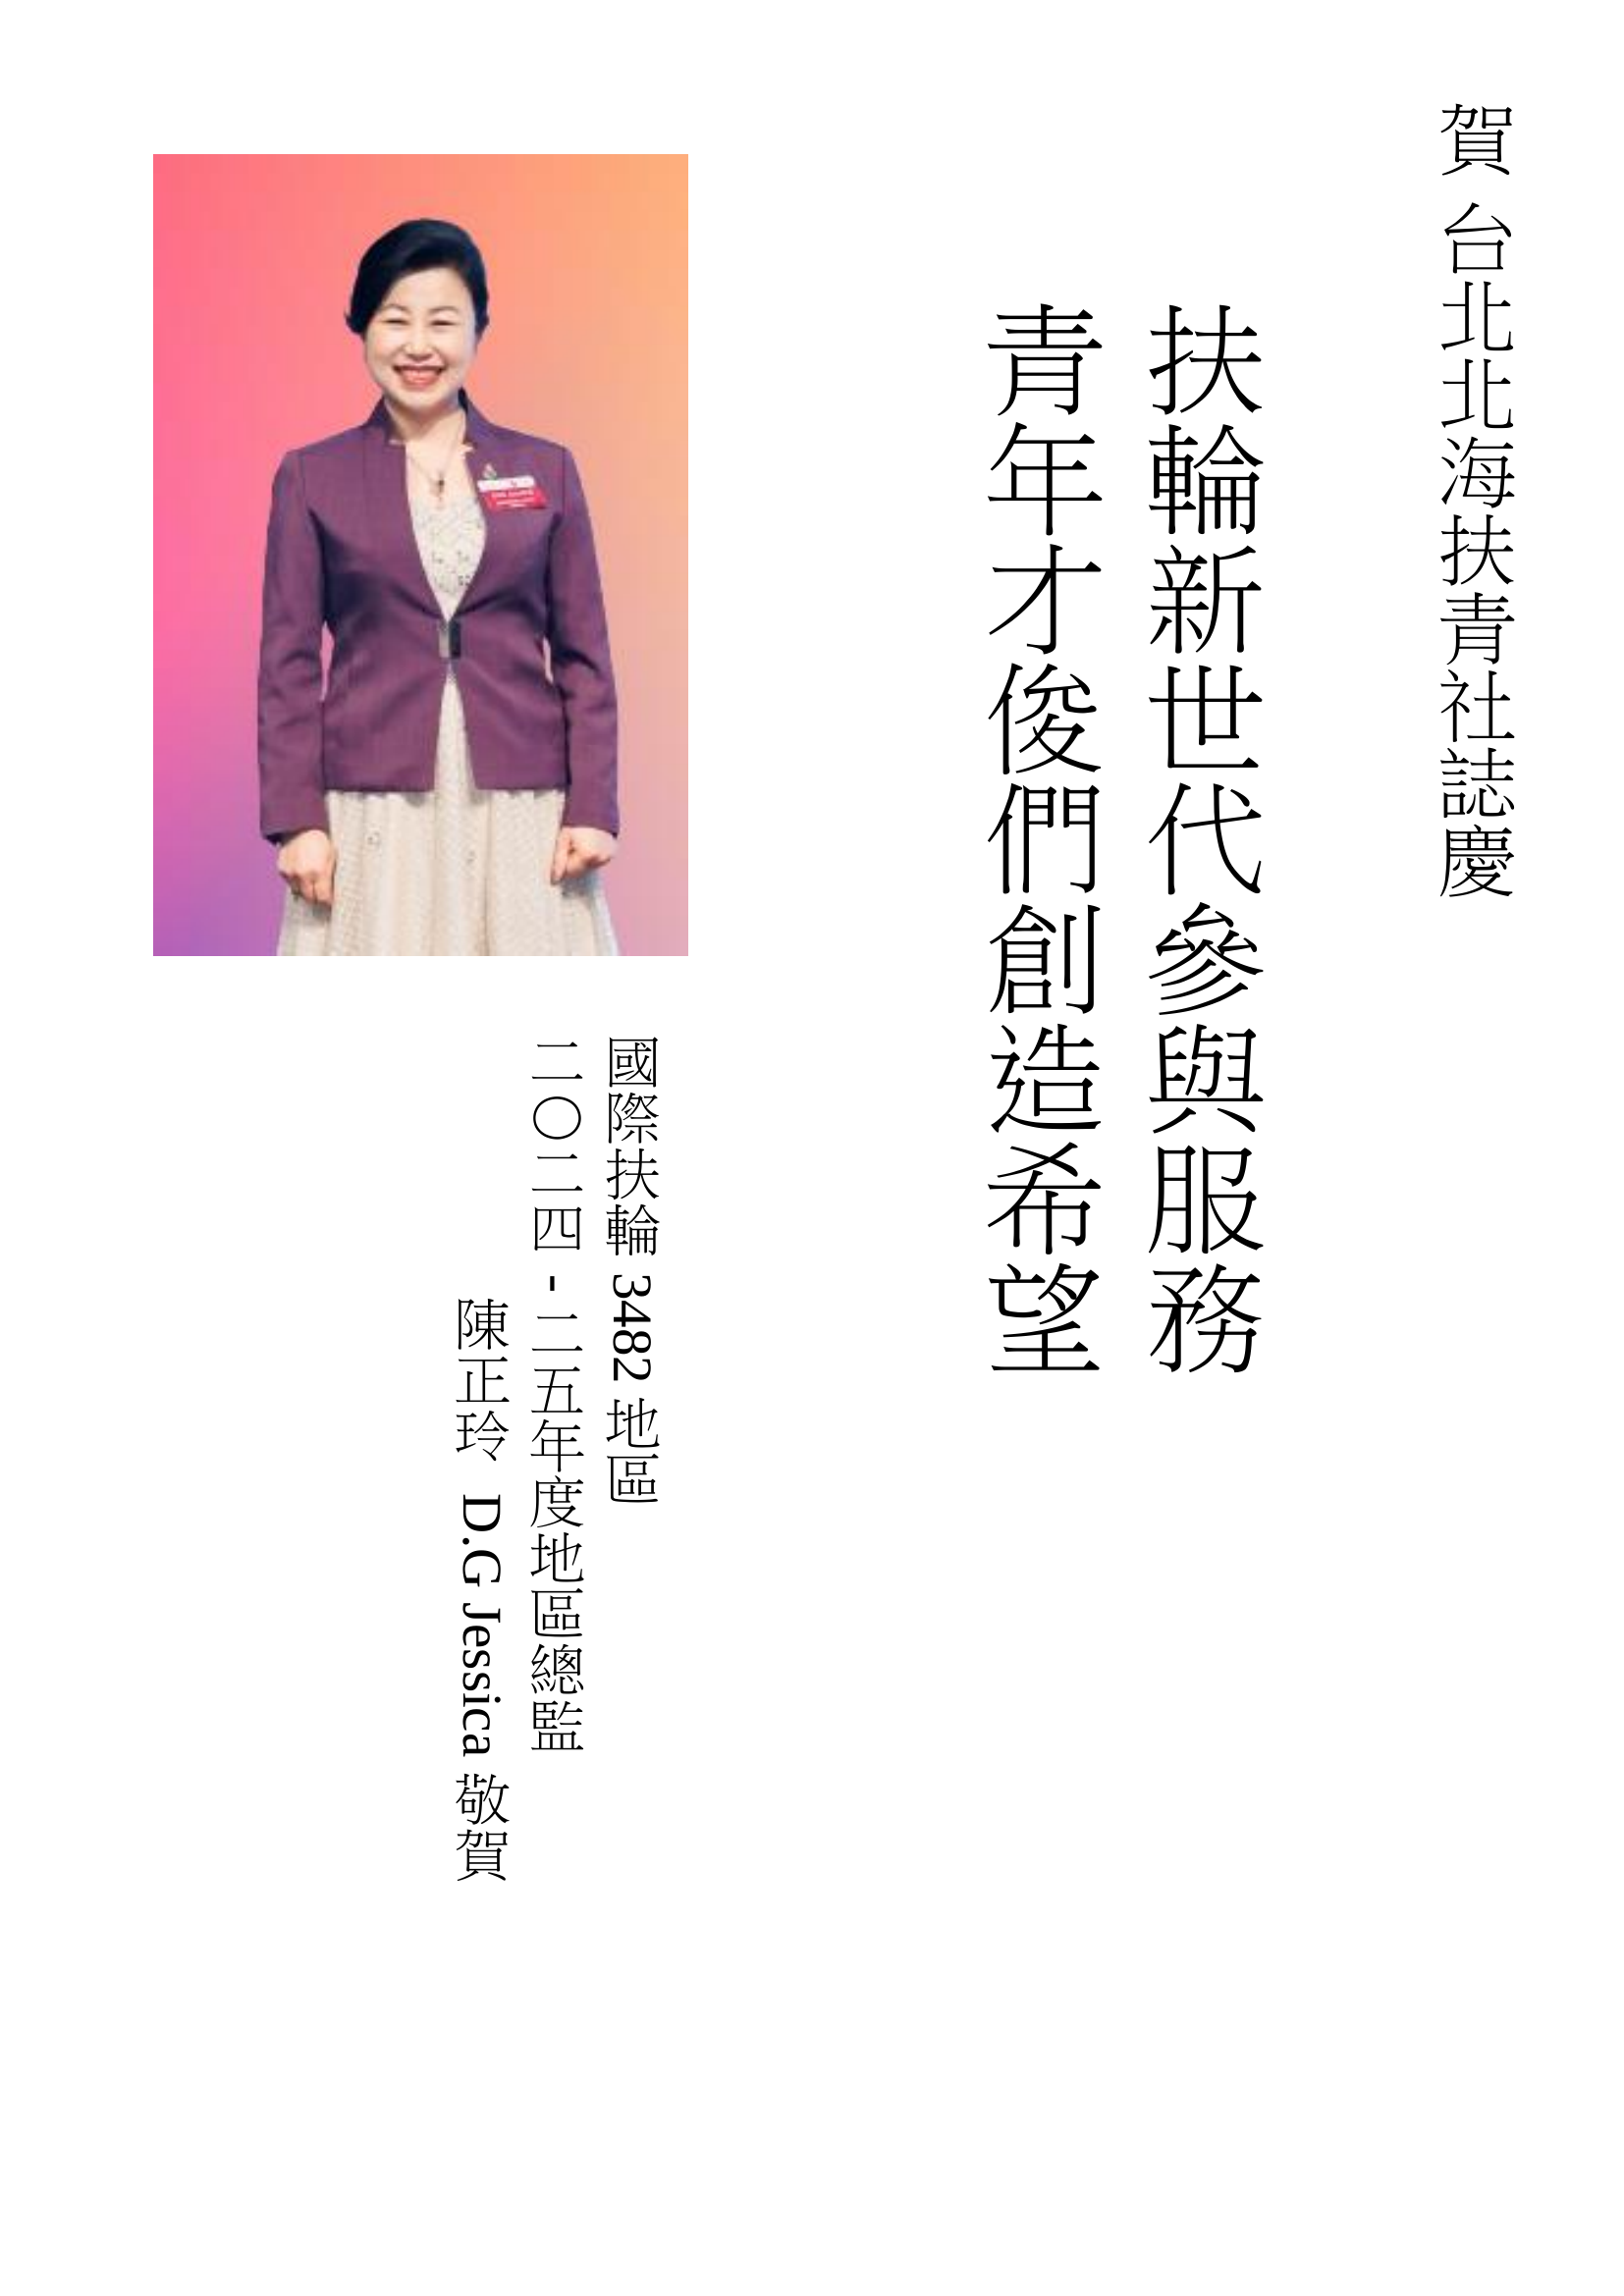 賀 台北北海扶青社誌慶
扶輪新世代參與服務
青年才俊們創造希望
國際扶輪 3482 地區
二〇二四-二五年度地區總監
陳正玲 D.G Jessica 敬賀